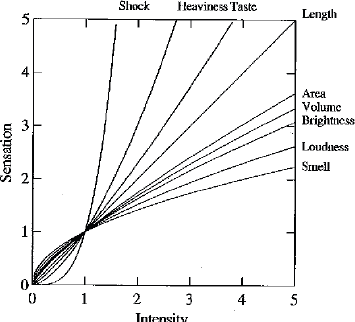 Shock Heaviness Taste
Length
5
4
Area
Volume
Brightness
3
Loudness
Smell
2
1
0
Sensation
0 1 2 3 4 5
Intensity